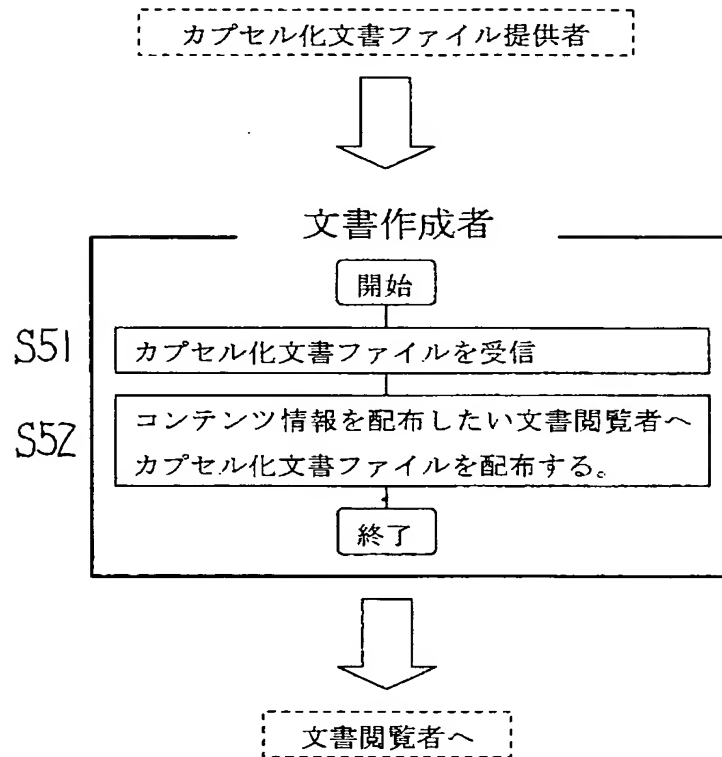 カプセル化文書ファイル提供者
文書作成者
開始
S51
カプセル化文書ファイルを受信
S52
コンテンツ情報を配布したい文書閲覧者へ
カプセル化文書ファイルを配布する。
終了
文書閲覧者へ